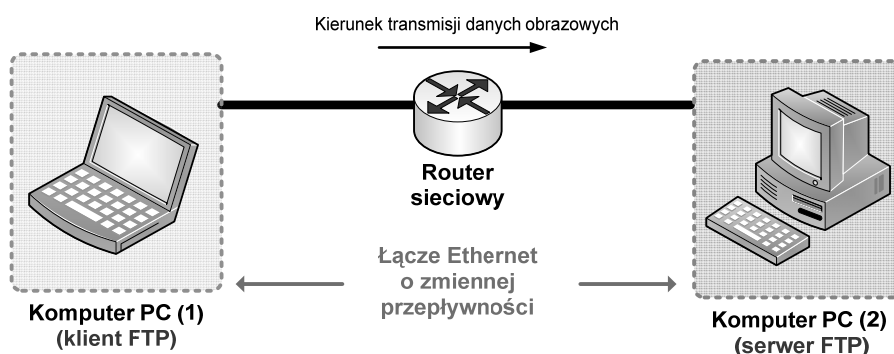 Kierunek transmisji danych obrazowych
Router
sieciowy
Łącze Ethernet
o zmiennej
przepływności
Komputer PC (1)
(klient FTP)
Komputer PC (2)
(serwer FTP)